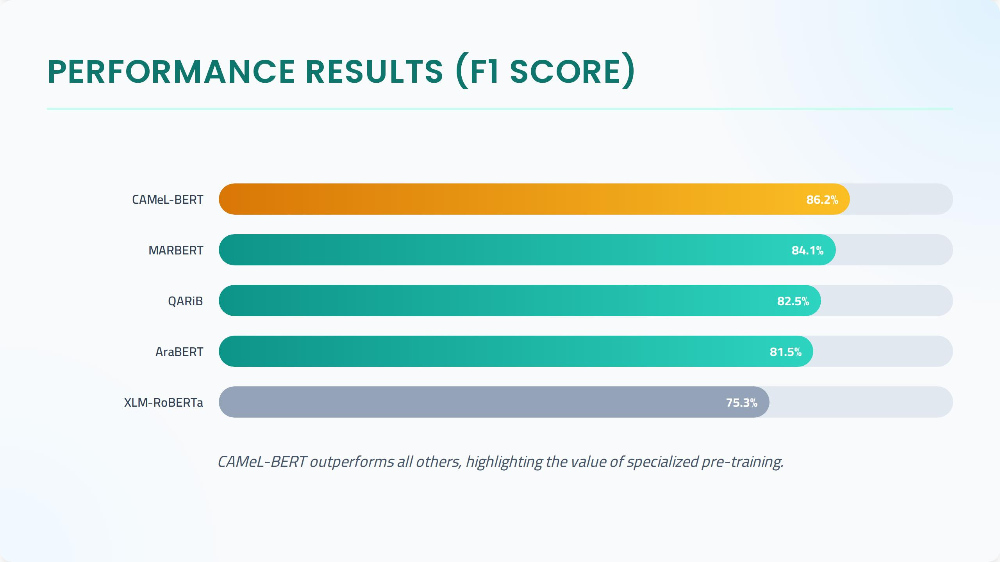 PERFORMANCE RESULTS (F1 SCORE)
CAMeL-BERT 86.2%
MARBERT 84.1%
QARiB 82.5%
AraBERT 81.5%
XLM-RoBERTa 75.3%
CAMeL-BERT outperforms all others, highlighting the value of specialized pre-training.